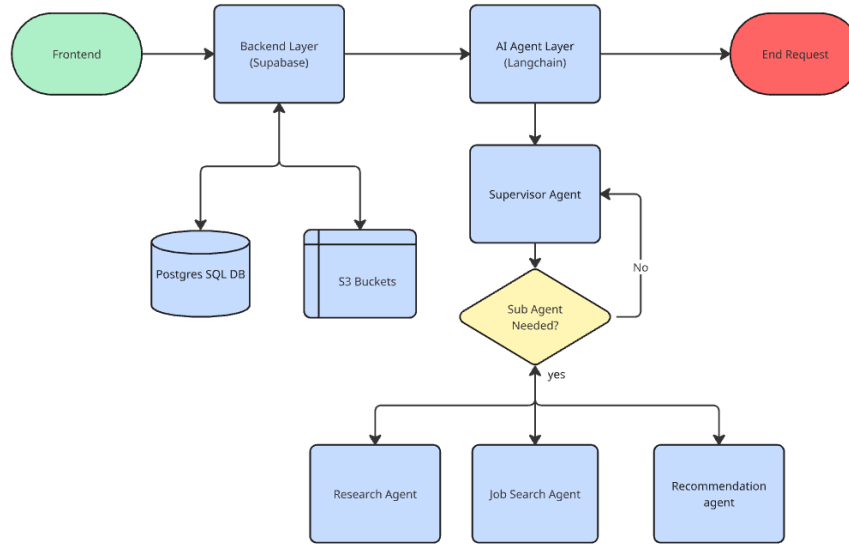 Frontend
Backend Layer
(Supabase)
AI Agent Layer
(Langchain)
End Request
Supervisor Agent
Postgres SQL DB
S3 Buckets
No
Sub Agent
Needed?
yes
Research Agent
Job Search Agent
Recommendation
agent